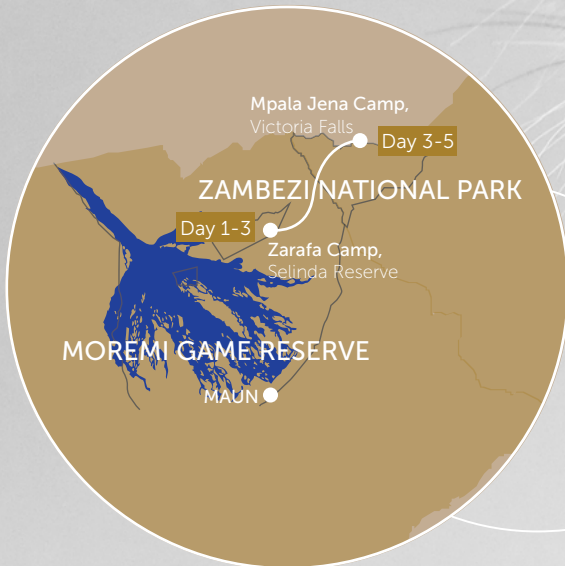 Mpala Jena Camp,
Victoria Falls
Day 3-5
ZAMBEZI NATIONAL PARK
Day 1-3
Zarafa Camp,
Selinda Reserve
MOREMI GAME RESERVE
MAUN